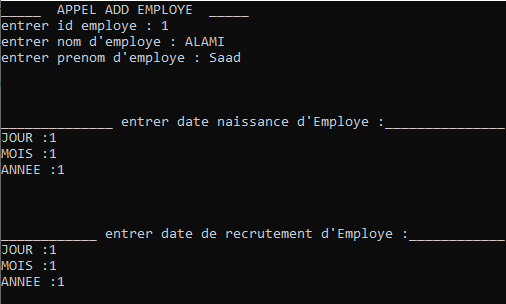 _____ APPEL ADD EMPLOYE _____
entrer id employe : 1
entrer nom d'employe : ALAMI
entrer prenom d'employe : Saad
______________ entrer date naissance d'Employe :_______________
JOUR :1
MOIS :1
ANNEE :1
____________ entrer date de recrutement d'Employe :____________
JOUR :1
MOIS :1
ANNEE :1